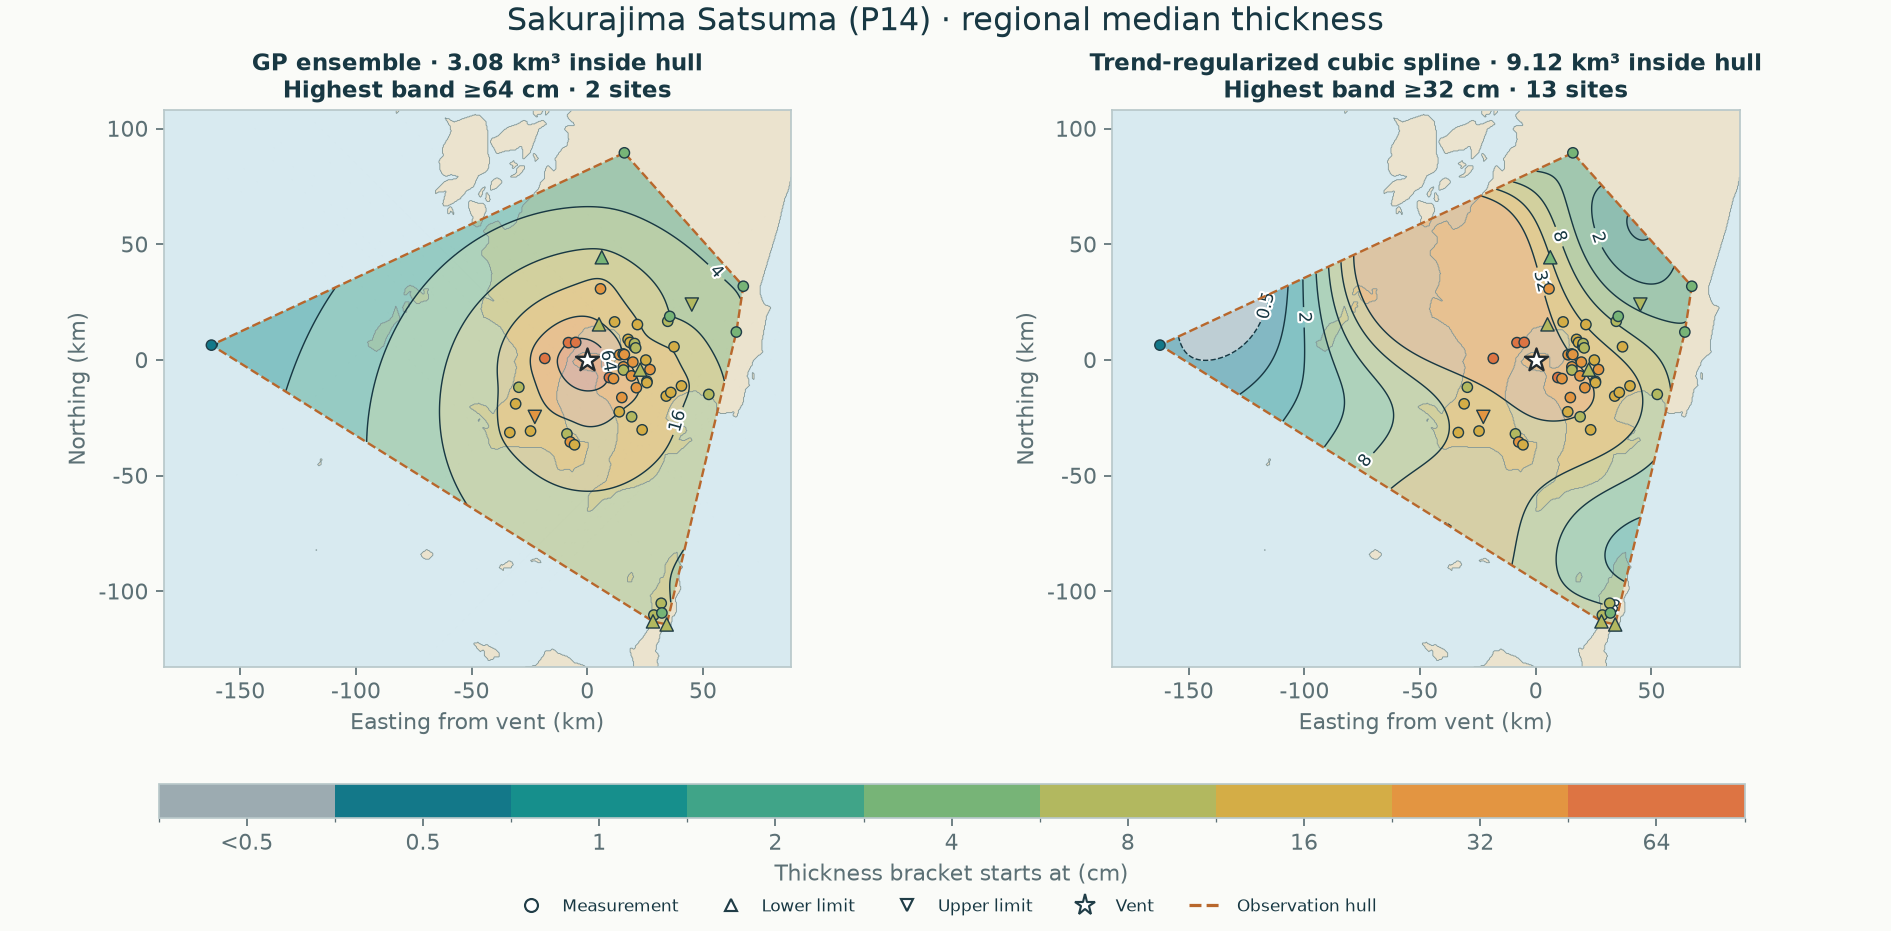 Sakurajima Satsuma (P14) · regional median thickness
GP ensemble · 3.08 km³ inside hull
Highest band ≥64 cm · 2 sites
Trend-regularized cubic spline · 9.12 km³ inside hull
Highest band ≥32 cm · 13 sites
100
50
0
-50
-100
Northing (km)
4
64
16
-150
-100
-50
0
50
Easting from vent (km)
100
50
0
-50
-100
Northing (km)
8
2
32
0.5
2
8
-150
-100
-50
0
50
Easting from vent (km)
<0.5
0.5
1
2
4
8
16
32
64
Thickness bracket starts at (cm)
Measurement
Lower limit
Upper limit
Vent
Observation hull